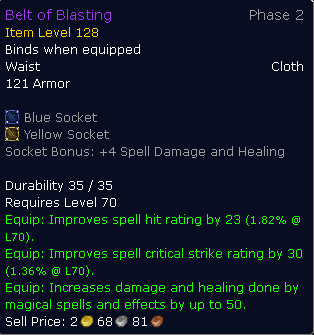 Belt of Blasting Phase 2
Item Level 128
Binds when equipped
Waist Cloth
121 Armor
Blue Socket
Yellow Socket
Socket Bonus: +4 Spell Damage and Healing
Durability 35 / 35
Requires Level 70
Equip: Improves spell hit rating by 23 (1.82% @
L70).
Equip: Improves spell critical strike rating by 30
(1.36% @ L70).
Equip: Increases damage and healing done by
magical spells and effects by up to 50.
Sell Price: 2 68 81